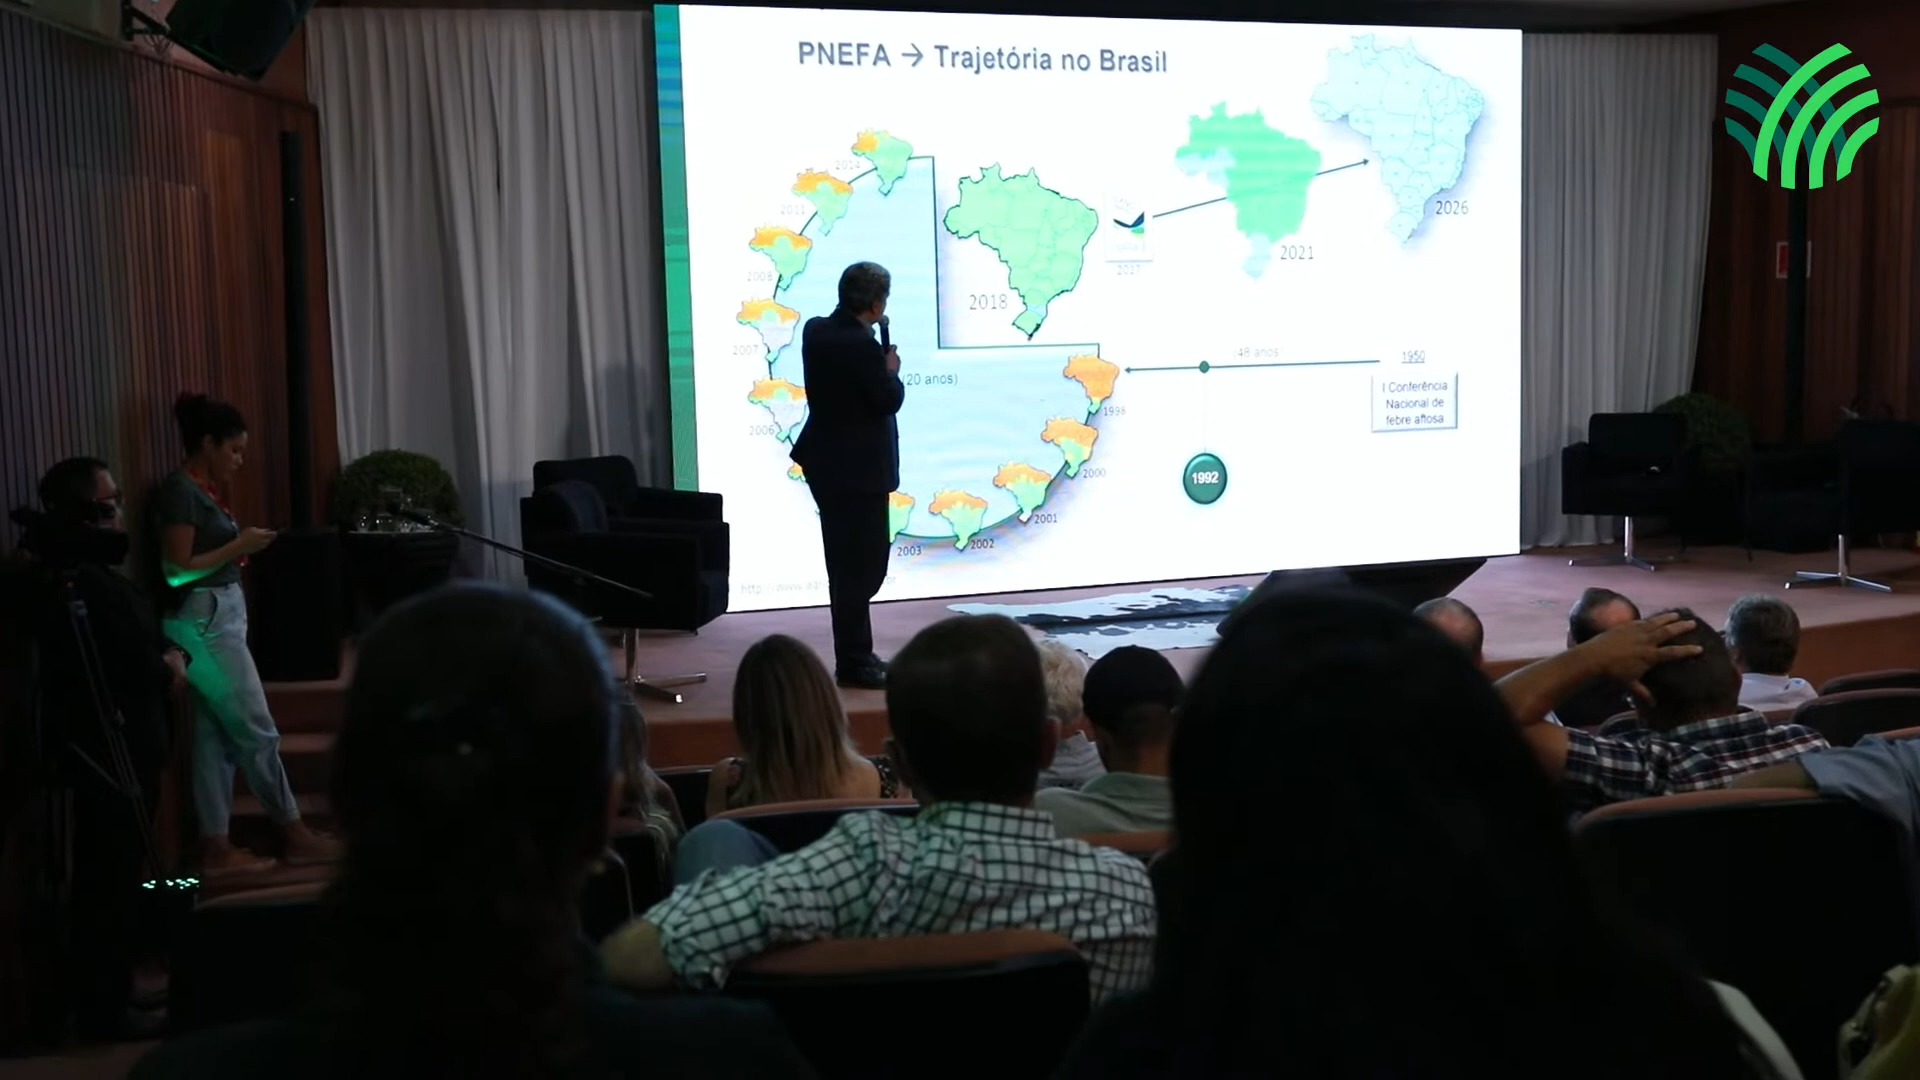 PNEFA → Trajetória no Brasil
2014
2011
2008
2007
2006
2003
2002
2001
2000
1998
(20 anos)
2018
2017
2021
2026
(48 anos)
1950
I Conferência
Nacional de
febre aftosa
1992